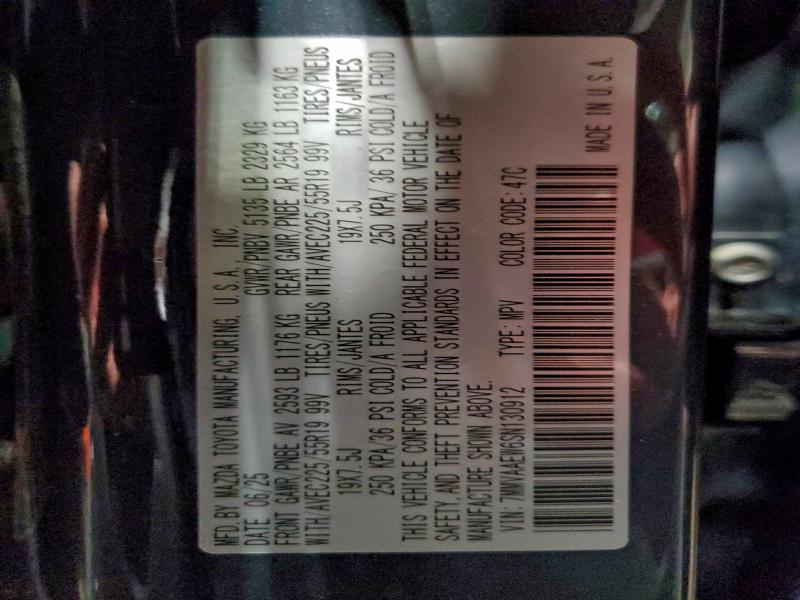 MFD.BY MAZDA TOYOTA MANUFACTURING, U.S.A., INC.
DATE 06/25 GVWR/PNBV 5135 LB 2329 KG
FRONT GAWR/PNBE AV 2593 LB 1176 KG REAR GAWR/PNBE AR 2564 LB 1163 KG
WITH/AVEC225/55R19 99V TIRES/PNEUS WITH/AVEC225/55R19 99V TIRES/PNEUS
19X7.5J RIMS JANTES 19X7.5J RIMS/JANTES
250 KPA/36 PSI COLD/A FROID 250 KPA/36 PSI COLD/A FROID
THIS VEHICLE CONFORMS TO ALL APPLICABLE FEDERAL MOTOR VEHICLE
SAFETY AND THEFT PREVENTION STANDARDS IN EFFECT ON THE DATE OF
MANUFACTURE SHOWN ABOVE.
VIN: 7MMVAAEW6SN130912 TYPE: MPV COLOR CODE: 47C
MADE IN U.S.A.